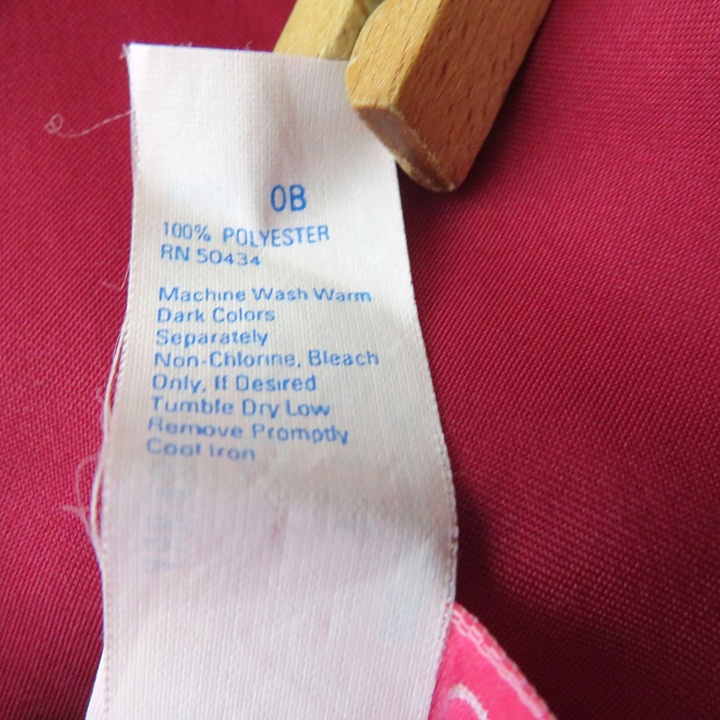 OB
100% POLYESTER
RN 50434
Machine Wash Warm
Dark Colors
Separately
Non-Chlorine, Bleach
Only, If Desired
Tumble Dry Low
Remove Promptly
Cool Iron